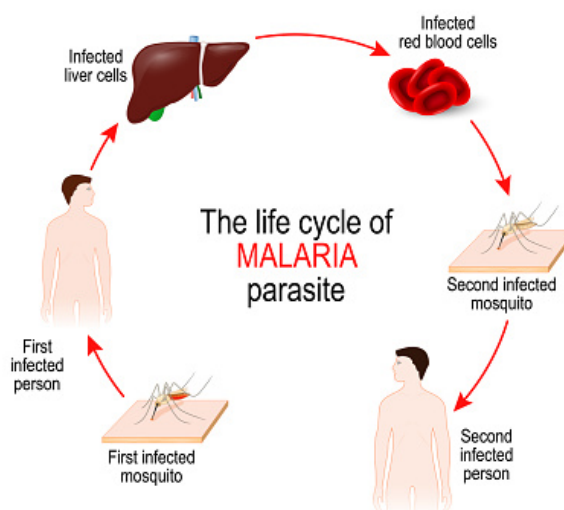 Infected
liver cells
Infected
red blood cells
The life cycle of
MALARIA
parasite
Second infected
mosquito
First
infected
person
First infected
mosquito
Second
infected
person